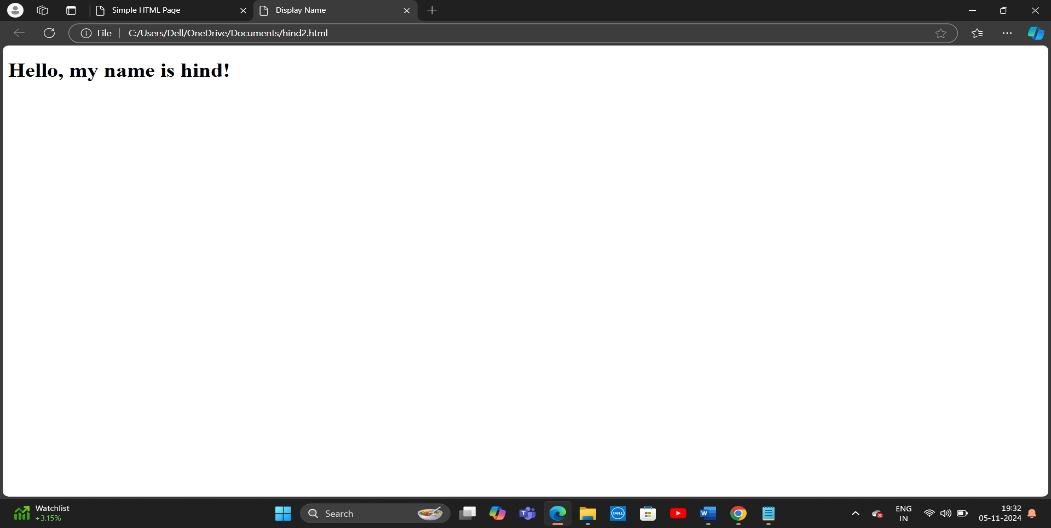 Simple HTML Page
Display Name
File
C:/Users/Dell/OneDrive/Documents/hind2.html
Hello, my name is hind!
Watchlist
+3.15%
Search
DELL
W
ENG
IN
19:32
05-11-2024